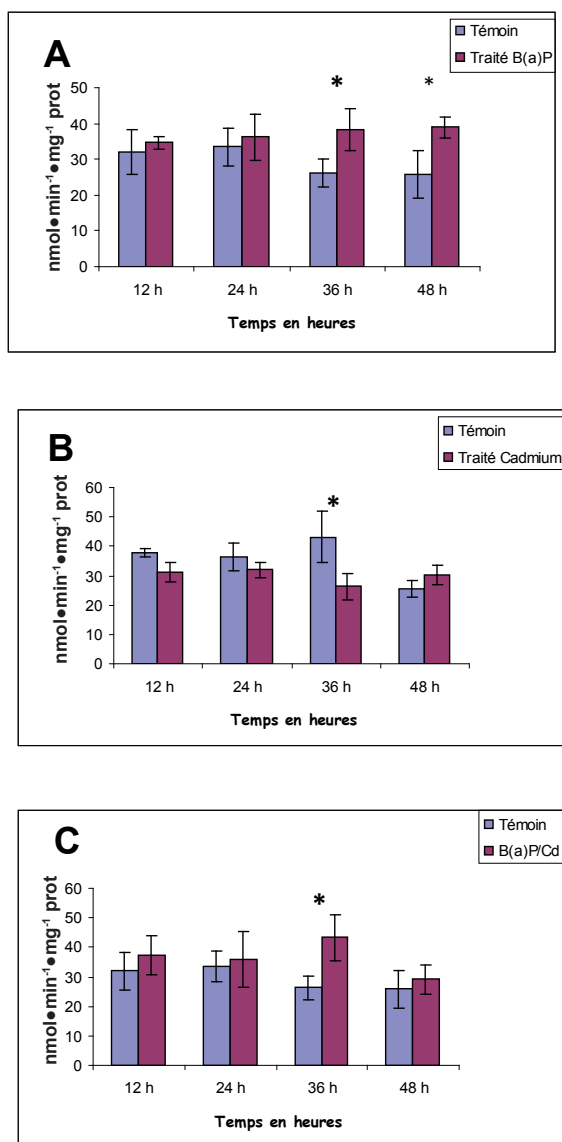 A
Témoin
Traité B(a)P
nmol●min⁻¹●mg⁻¹ prot
50
40
30
20
10
0
* *
12 h 24 h 36 h 48 h
Temps en heures
B
Témoin
Traité Cadmium
nmol●min⁻¹●mg⁻¹ prot
60
50
40
30
20
10
0
*
12 h 24 h 36 h 48 h
Temps en heures
C
Témoin
B(a)P/Cd
nmol●min⁻¹●mg⁻¹ prot
60
50
40
30
20
10
0
*
12 h 24 h 36 h 48 h
Temps en heures